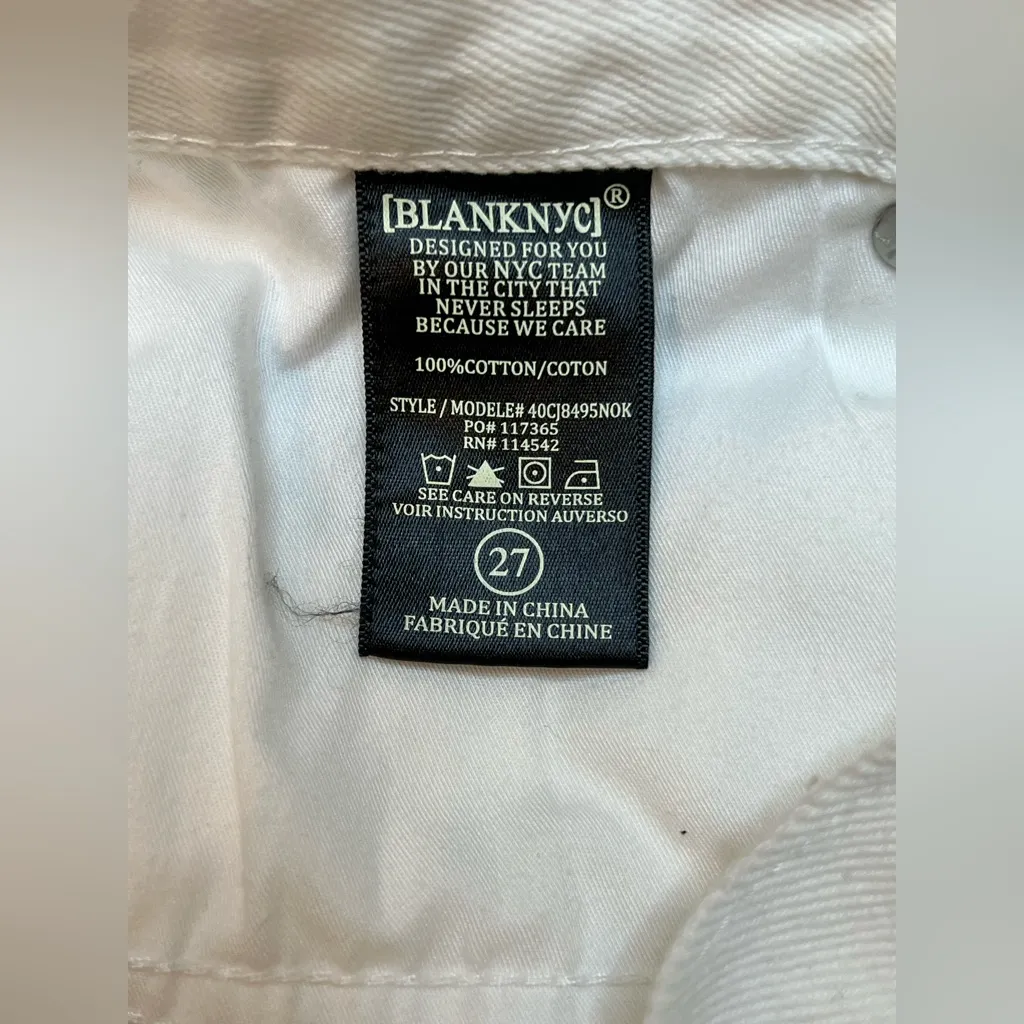 [BLANKNYC]®
DESIGNED FOR YOU
BY OUR NYC TEAM
IN THE CITY THAT
NEVER SLEEPS
BECAUSE WE CARE
100%COTTON/COTON
STYLE / MODELE# 40CJ8495NOK
PO# 117365
RN# 114542
SEE CARE ON REVERSE
VOIR INSTRUCTION AUVERSO
27
MADE IN CHINA
FABRIQUÉ EN CHINE